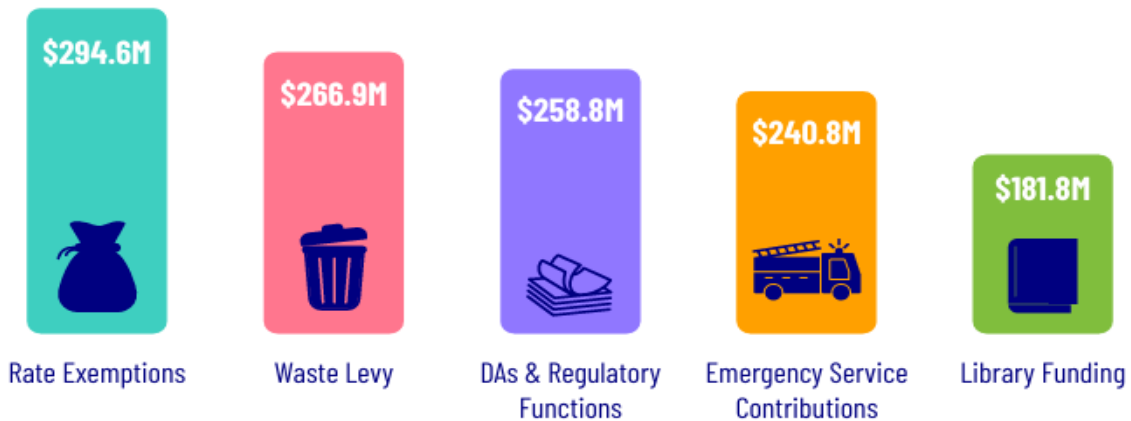 $294.6M
$266.9M
$258.8M
$240.8M
$181.8M
Rate Exemptions
Waste Levy
DAs & Regulatory
Functions
Emergency Service
Contributions
Library Funding